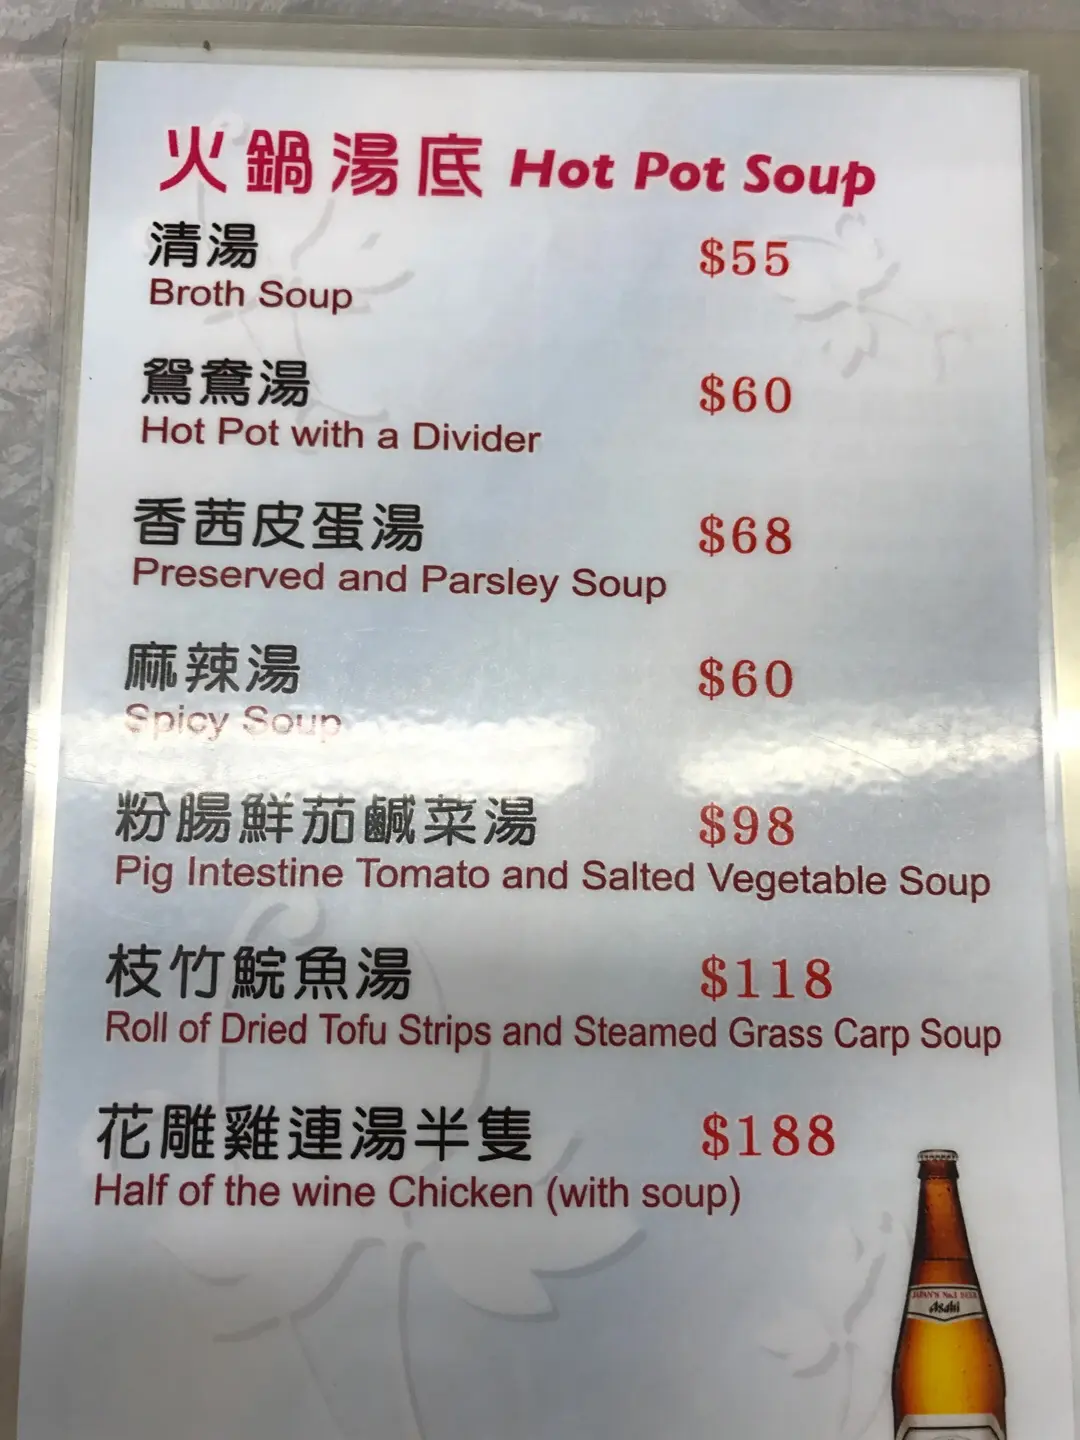 火鍋湯底 Hot Pot Soup
清湯 $55
Broth Soup
鴛鴦湯 $60
Hot Pot with a Divider
香茜皮蛋湯 $68
Preserved and Parsley Soup
麻辣湯 $60
Spicy Soup
粉腸鮮茄鹹菜湯 $98
Pig Intestine Tomato and Salted Vegetable Soup
枝竹鯇魚湯 $118
Roll of Dried Tofu Strips and Steamed Grass Carp Soup
花雕雞連湯半隻 $188
Half of the wine Chicken (with soup)
JAPAN'S No.1 BEER
Asahi